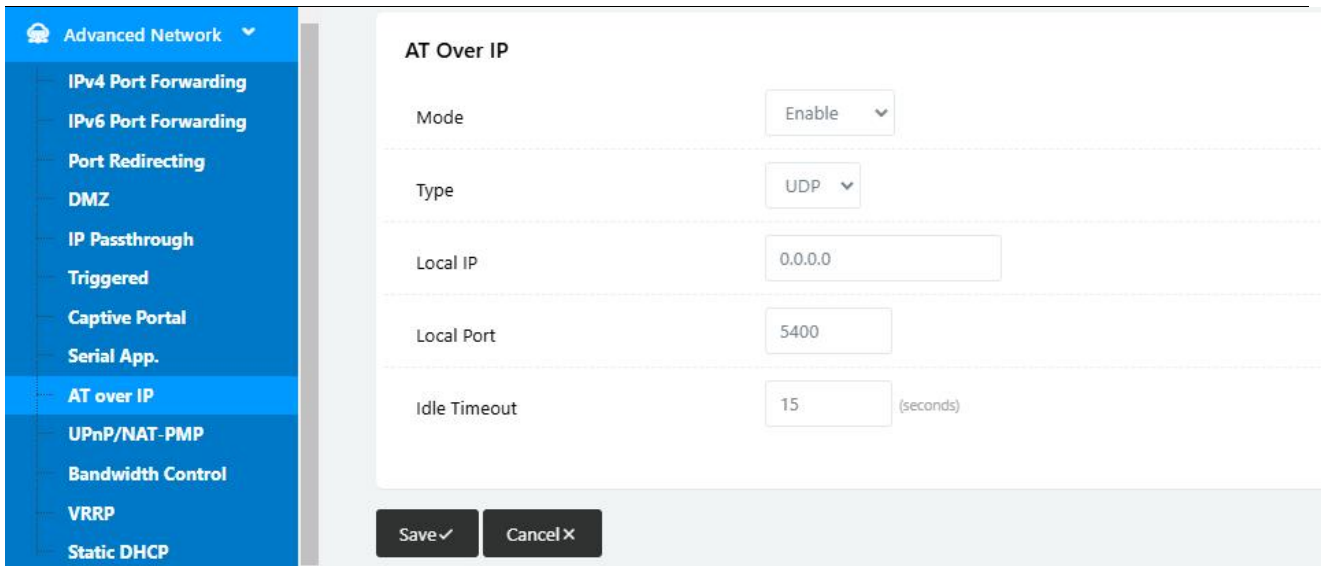 Advanced Network
IPv4 Port Forwarding
IPv6 Port Forwarding
Port Redirecting
DMZ
IP Passthrough
Triggered
Captive Portal
Serial App.
AT over IP
UPnP/NAT-PMP
Bandwidth Control
VRRP
Static DHCP
AT Over IP
Mode Enable
Type UDP
Local IP 0.0.0.0
Local Port 5400
Idle Timeout 15 (seconds)
Save Cancel